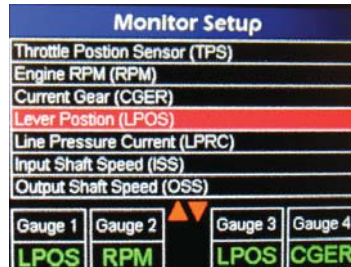 Monitor Setup
Throttle Postion Sensor (TPS)
Engine RPM (RPM)
Current Gear (CGER)
Lever Postion (LPOS)
Line Pressure Current (LPRC)
Input Shaft Speed (ISS)
Output Shaft Speed (OSS)
Gauge 1 Gauge 2 Gauge 3 Gauge 4
LPOS RPM LPOS CGER